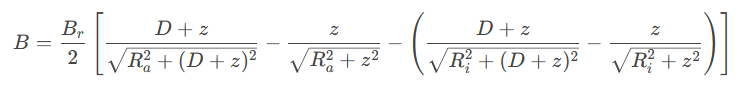 B = \frac{B_r}{2} \left[ \frac{D + z}{\sqrt{R_a^2 + (D + z)^2}} - \frac{z}{\sqrt{R_a^2 + z^2}} - \left( \frac{D + z}{\sqrt{R_i^2 + (D + z)^2}} - \frac{z}{\sqrt{R_i^2 + z^2}} \right) \right]